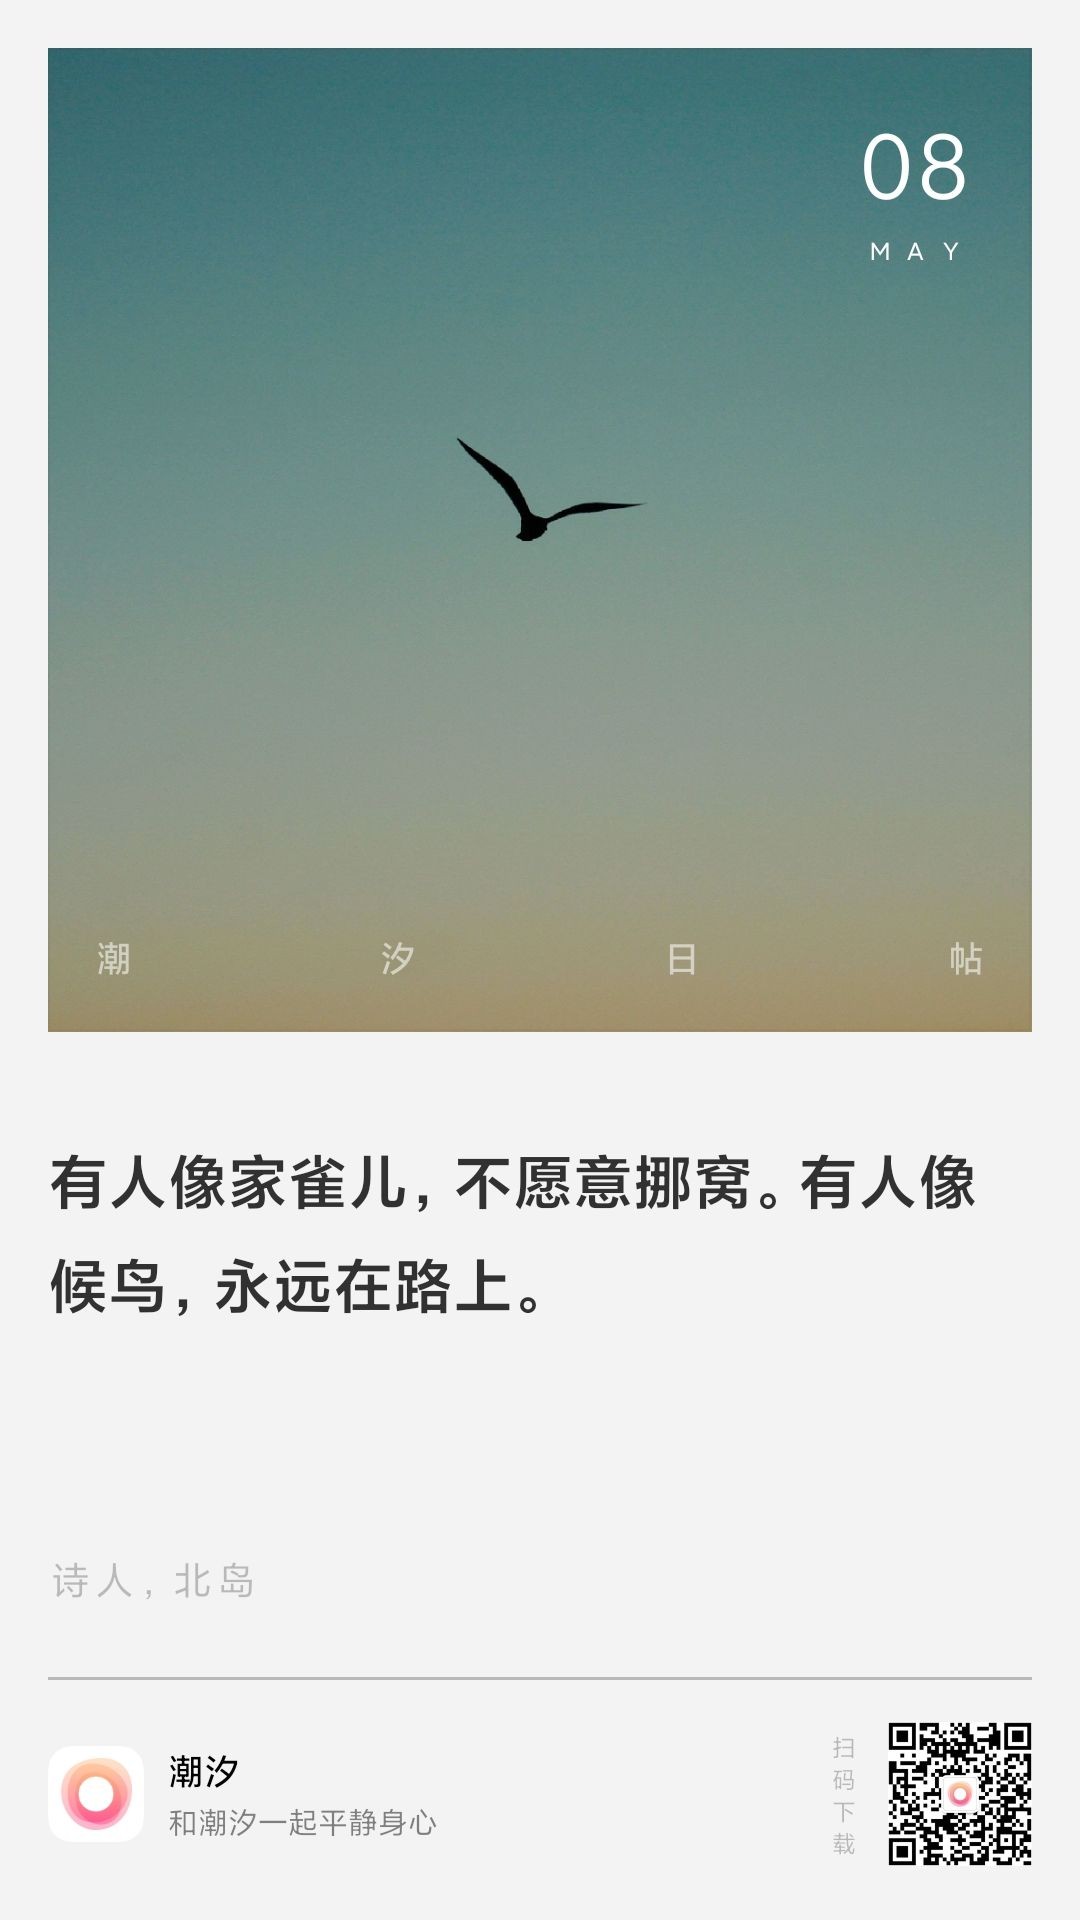 08
MAY
潮汐日帖
有人像家雀儿，不愿意挪窝。有人像
候鸟，永远在路上。
诗人，北岛
潮汐
和潮汐一起平静身心
扫码下载